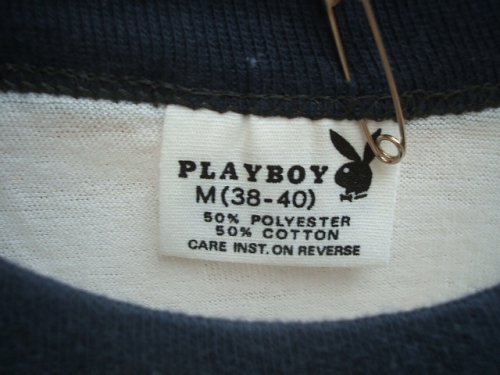 PLAYBOY
M (38-40)
50% POLYESTER
50% COTTON
CARE INST. ON REVERSE